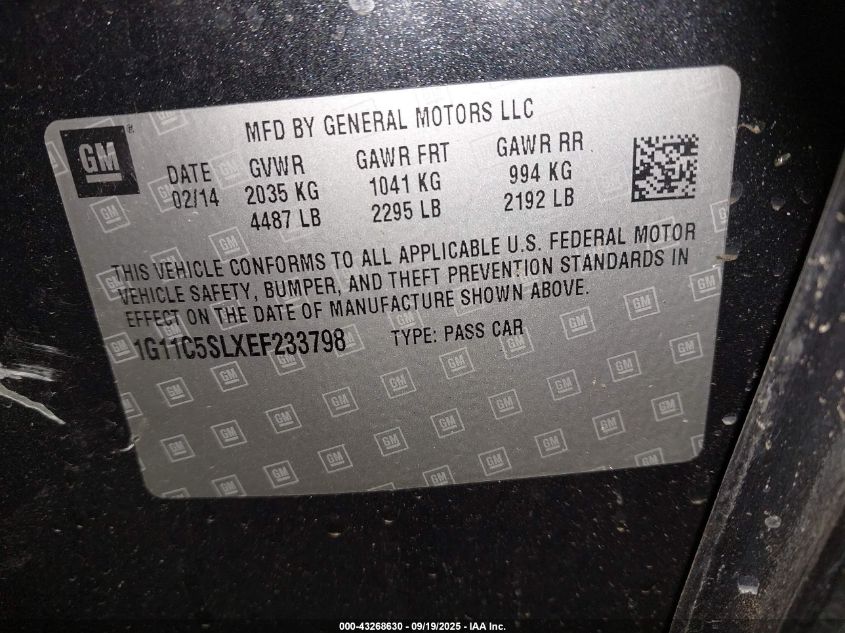 GM
MFD BY GENERAL MOTORS LLC
DATE GVWR GAWR FRT GAWR RR
02/14 2035 KG 1041 KG 994 KG
4487 LB 2295 LB 2192 LB
THIS VEHICLE CONFORMS TO ALL APPLICABLE U.S. FEDERAL MOTOR
VEHICLE SAFETY, BUMPER, AND THEFT PREVENTION STANDARDS IN
EFFECT ON THE DATE OF MANUFACTURE SHOWN ABOVE.
1G11C5SLXEF233798 TYPE: PASS CAR
000-43268630 - 09/19/2025 - IAA Inc.